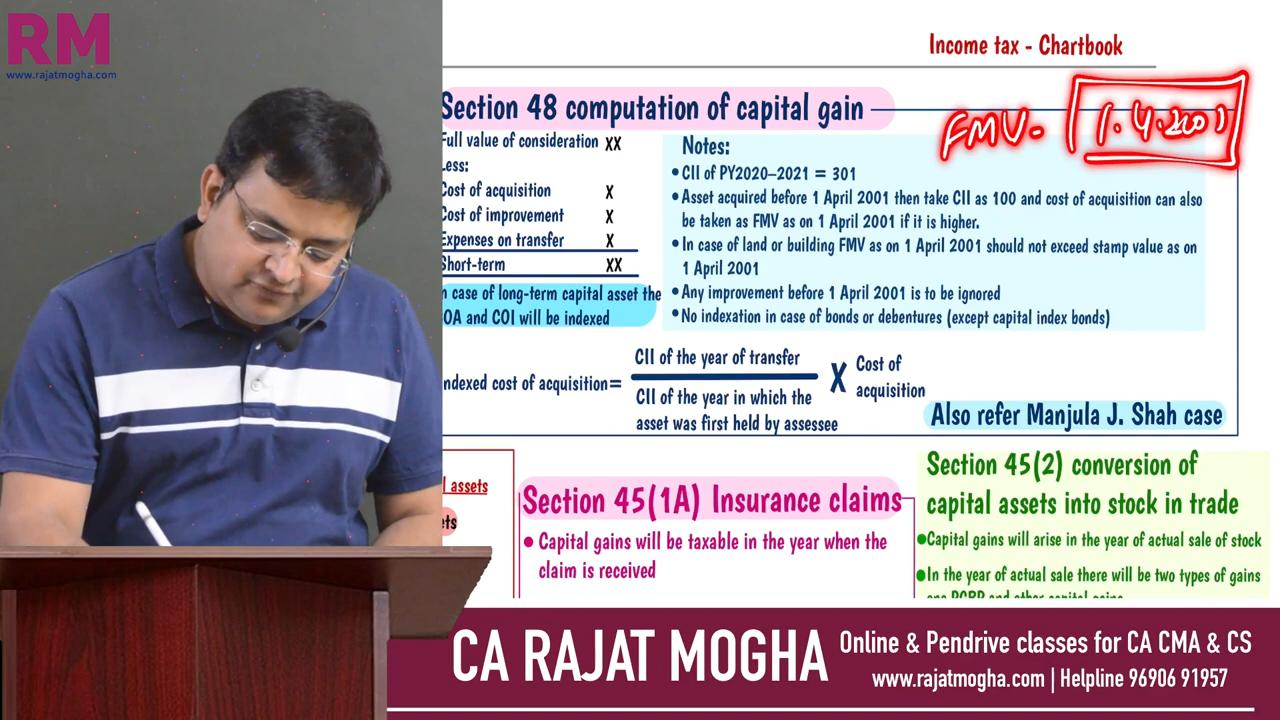 RM
www.rajatmogha.com
Income tax - Chartbook
FMV- 1.4.2001
Section 48 computation of capital gain
Full value of consideration XX
Less:
Cost of acquisition X
Cost of improvement X
Expenses on transfer X
Short-term XX
n case of long-term capital asset the
OA and COI will be indexed
Notes:
• CII of PY2020–2021 = 301
• Asset acquired before 1 April 2001 then take CII as 100 and cost of acquisition can also
be taken as FMV as on 1 April 2001 if it is higher.
• In case of land or building FMV as on 1 April 2001 should not exceed stamp value as on
1 April 2001
• Any improvement before 1 April 2001 is to be ignored
• No indexation in case of bonds or debentures (except capital index bonds)
ndexed cost of acquisition=
CII of the year of transfer
CII of the year in which the
asset was first held by assessee
X
Cost of
acquisition
Also refer Manjula J. Shah case
l assets
ets
Section 45(1A) Insurance claims
• Capital gains will be taxable in the year when the
claim is received
Section 45(2) conversion of
capital assets into stock in trade
• Capital gains will arise in the year of actual sale of stock
• In the year of actual sale there will be two types of gains
one PGBP and other capital gains
CA RAJAT MOGHA
Online & Pendrive classes for CA CMA & CS
www.rajatmogha.com | Helpline 96906 91957